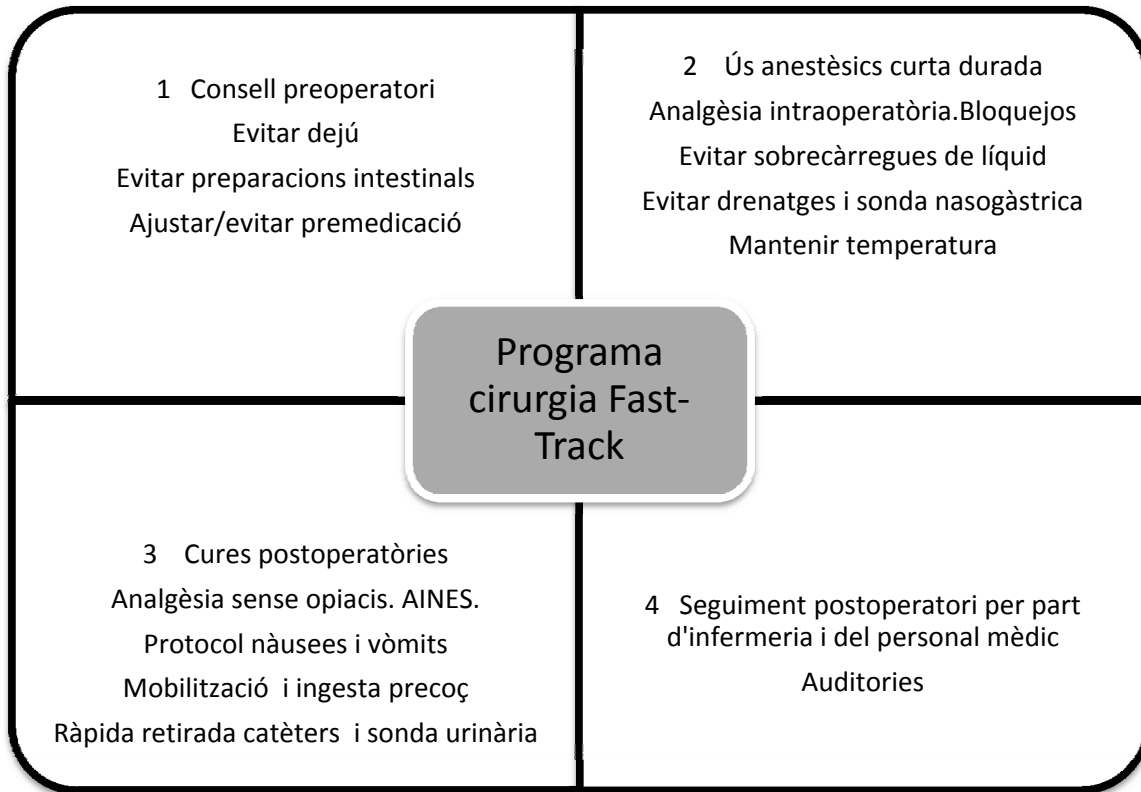 1 Consell preoperatori
Evitar dejú
Evitar preparacions intestinals
Ajustar/evitar premedicació
2 Ús anestèsics curta durada
Analgèsia intraoperatòria.Bloquejos
Evitar sobrecàrregues de líquid
Evitar drenatges i sonda nasogàstrica
Mantenir temperatura
Programa
cirurgia Fast-
Track
3 Cures postoperatòries
Analgèsia sense opiacis. AINES.
Protocol nàusees i vòmits
Mobilització i ingesta precoç
Ràpida retirada catèters i sonda urinària
4 Seguiment postoperatori per part
d'infermeria i del personal mèdic
Auditories